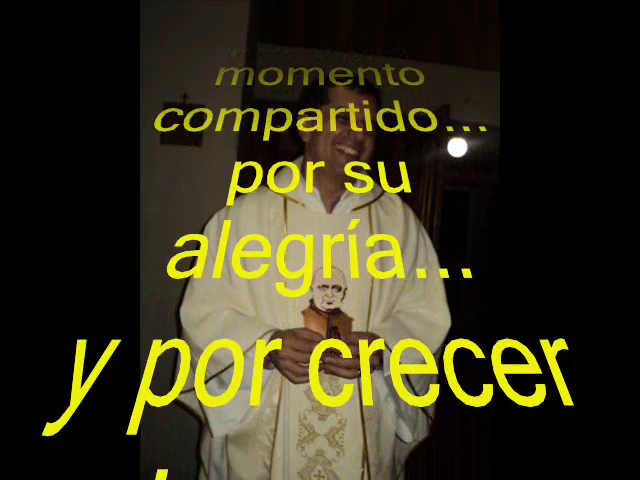 momento
compartido...
por su
alegría...
y por crecer